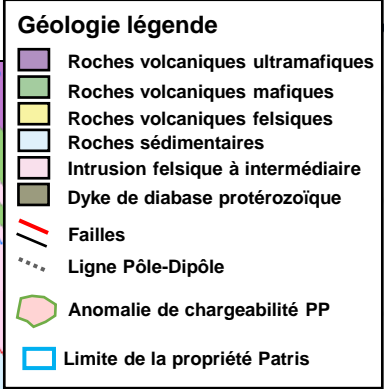 Géologie légende
Roches volcaniques ultramafiques
Roches volcaniques mafiques
Roches volcaniques felsiques
Roches sédimentaires
Intrusion felsique à intermédiaire
Dyke de diabase protérozoïque
Failles
Ligne Pôle-Dipôle
Anomalie de chargeabilité PP
Limite de la propriété Patris